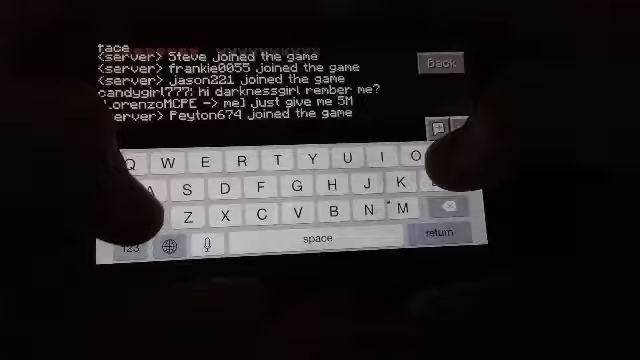 face
<server> Steve joined the game
<server> frankie0055 joined the game
<server> jason221 joined the game
candygirl777: hi darknessgirl rember me?
LorenzoMCPE -> me] just give me 5M
server> Peyton674 joined the game
Back
Q W E R T Y U I O
A S D F G H J K
Z X C V B N M
123 space return